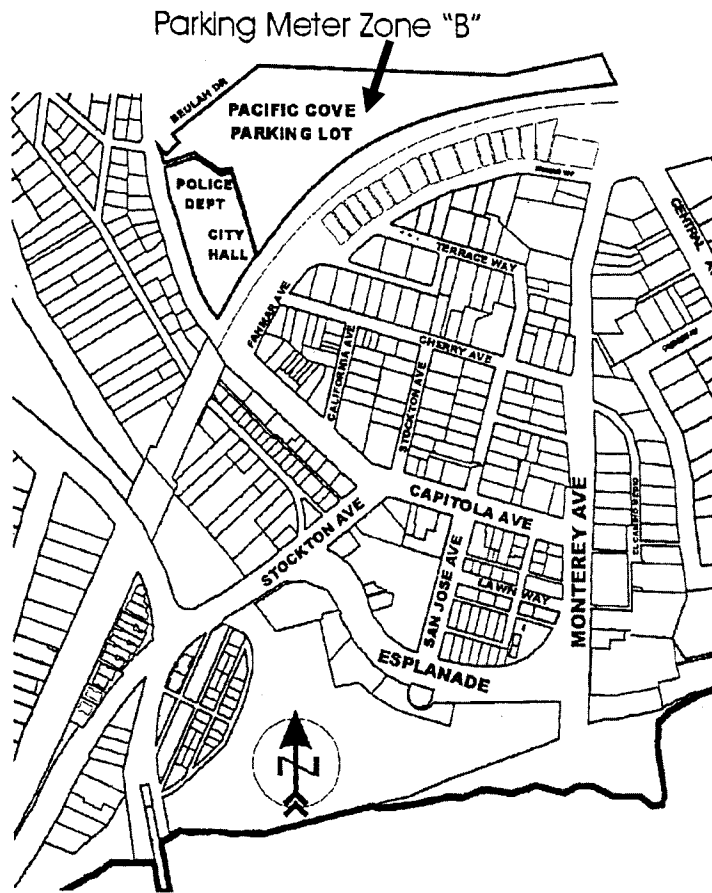 Parking Meter Zone "B"
BEULAH DR
PACIFIC COVE
PARKING LOT
POLICE
DEPT
CITY
HALL
CENTRAL
TERRACE WAY
FANMAR AVE
CHERRY AVE
CALIFORNIA AVE
STOCKTON AVE
CAPITOLA AVE
MONTEREY AVE
EL CAMINO MEDIO
STOCKTON AVE
SAN JOSE AVE
LAWN WAY
ESPLANADE
N